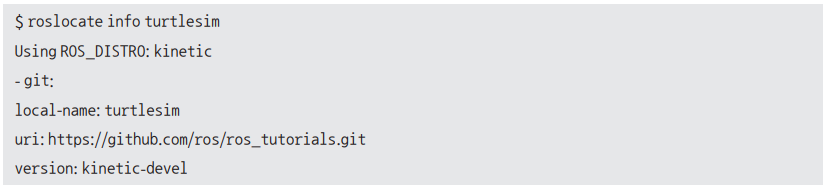 $ roslocate info turtlesim
Using ROS_DISTRO: kinetic
- git:
local-name: turtlesim
uri: https://github.com/ros/ros_tutorials.git
version: kinetic-devel